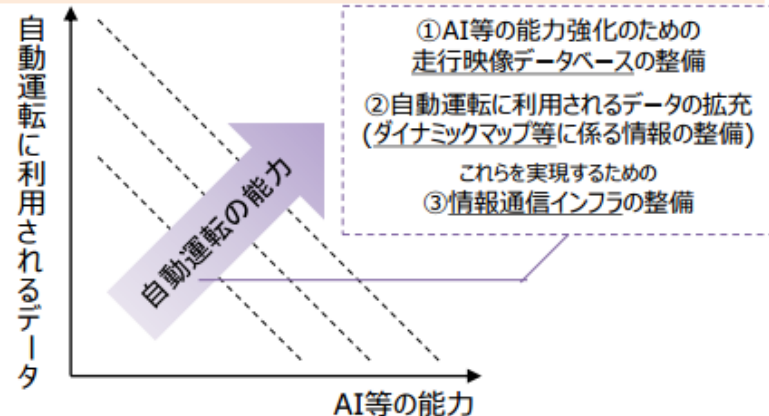 自動運転に利用されるデータ
自動運転の能力
AI等の能力
①AI等の能力強化のための
走行映像データベースの整備
②自動運転に利用されるデータの拡充
(ダイナミックマップ等に係る情報の整備)
これらを実現するための
③情報通信インフラの整備